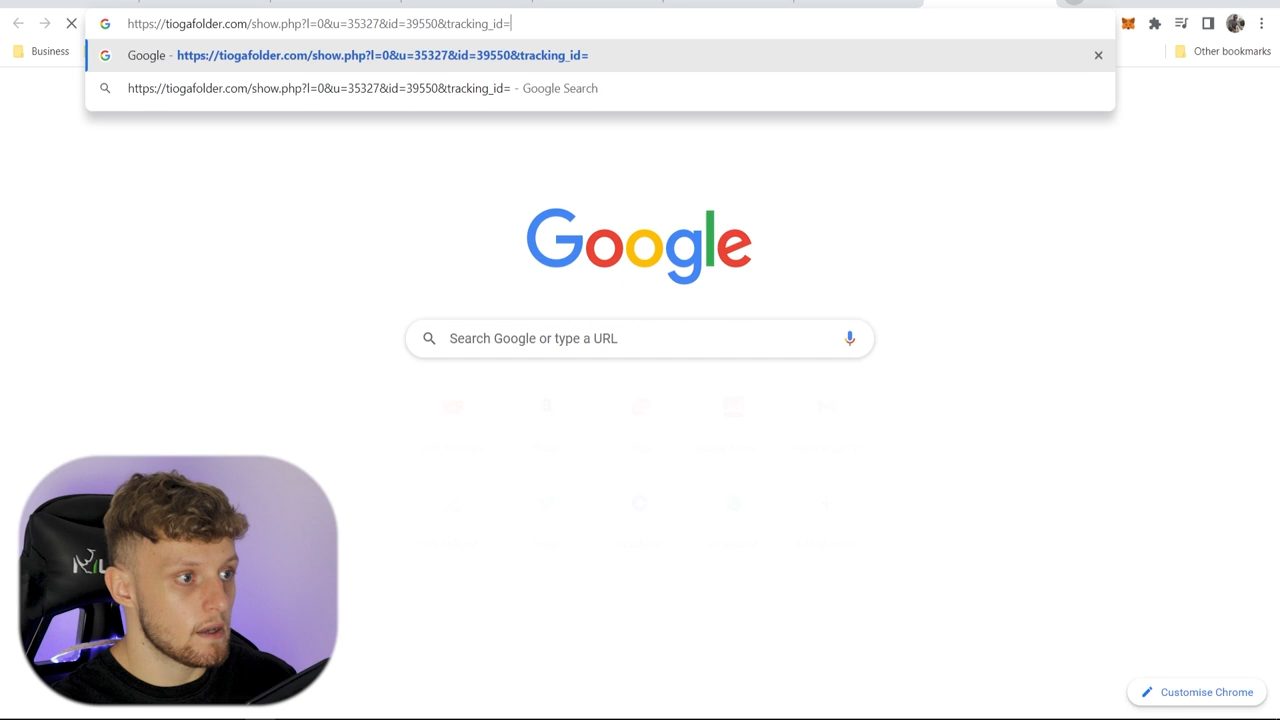 https://tiogafolder.com/show.php?l=0&u=35327&id=39550&tracking_id=
Google - https://tiogafolder.com/show.php?l=0&u=35327&id=39550&tracking_id=
https://tiogafolder.com/show.php?l=0&u=35327&id=39550&tracking_id= - Google Search
Business
Other bookmarks
Google
Search Google or type a URL
Customise Chrome